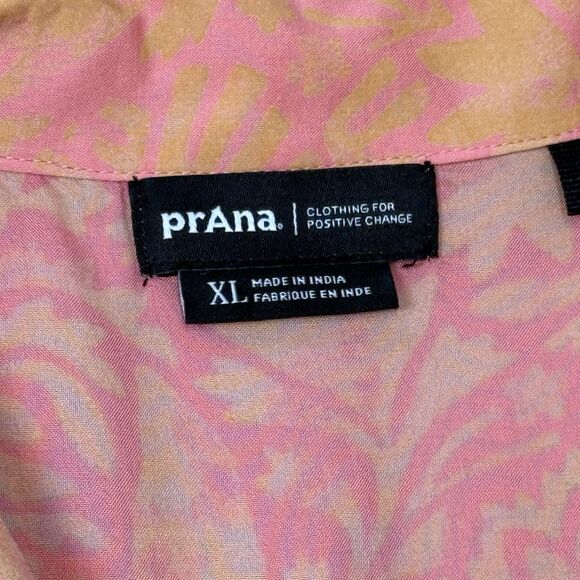 prAna.
CLOTHING FOR
POSITIVE CHANGE
XL
MADE IN INDIA
FABRIQUE EN INDE